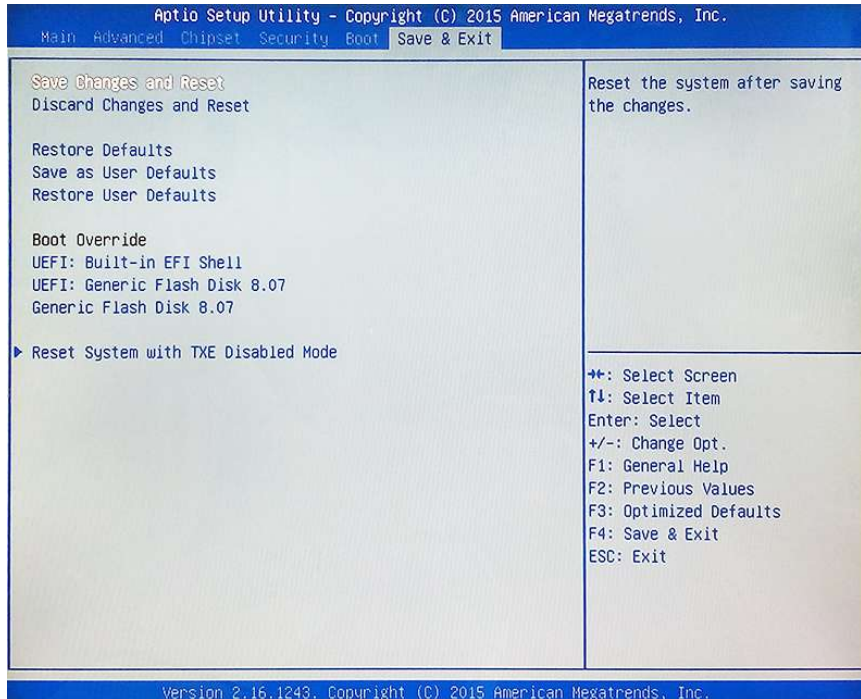 Aptio Setup Utility – Copyright (C) 2015 American Megatrends, Inc.
Main Advanced Chipset Security Boot Save & Exit
Save Changes and Reset
Discard Changes and Reset
Restore Defaults
Save as User Defaults
Restore User Defaults
Boot Override
UEFI: Built-in EFI Shell
UEFI: Generic Flash Disk 8.07
Generic Flash Disk 8.07
▶ Reset System with TXE Disabled Mode
Reset the system after saving
the changes.
→←: Select Screen
↑↓: Select Item
Enter: Select
+/-: Change Opt.
F1: General Help
F2: Previous Values
F3: Optimized Defaults
F4: Save & Exit
ESC: Exit
Version 2.16.1243. Copyright (C) 2015 American Megatrends, Inc.